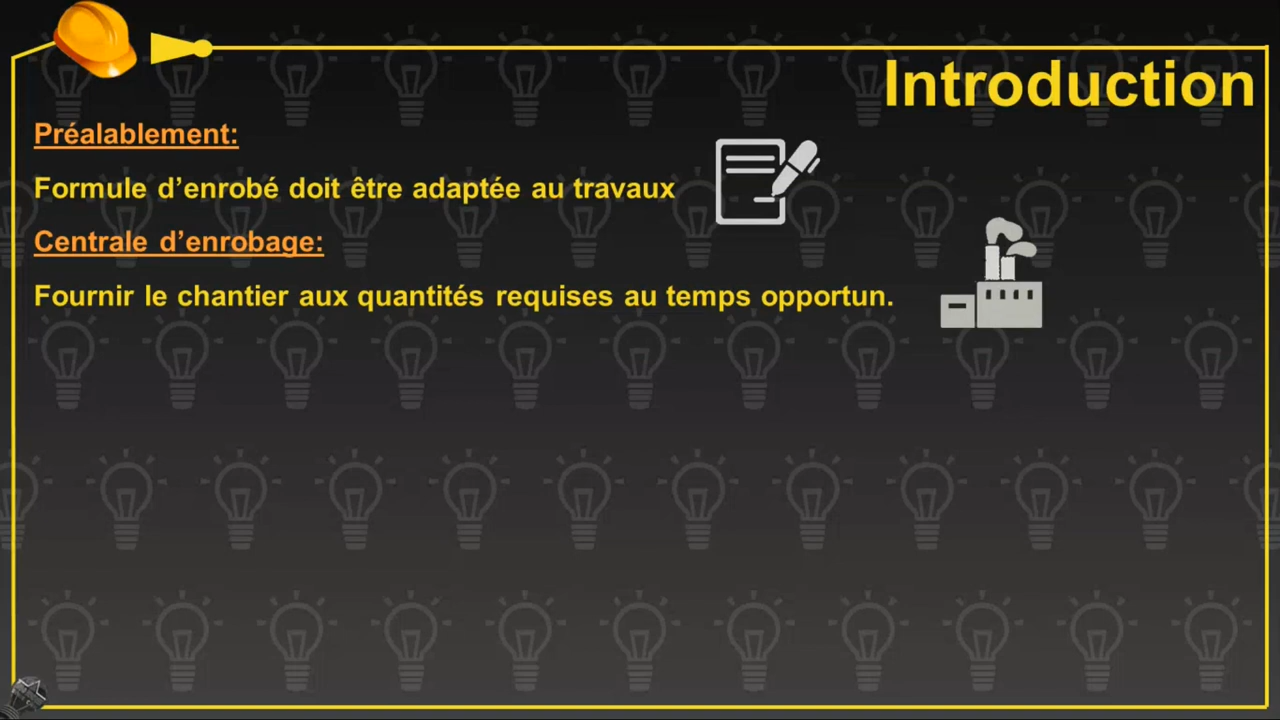 Introduction
Préalablement:
Formule d’enrobé doit être adaptée au travaux
Centrale d’enrobage:
Fournir le chantier aux quantités requises au temps opportun.